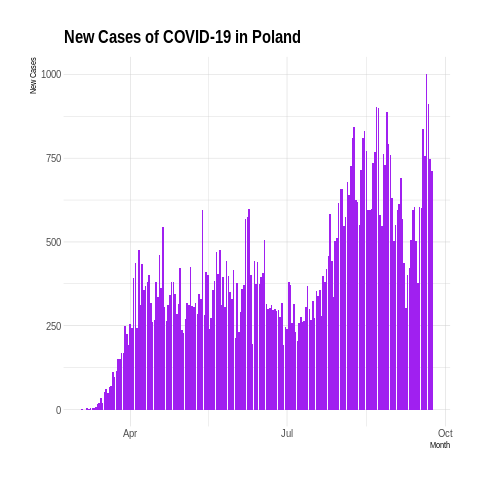 New Cases of COVID-19 in Poland
New Cases
1000
750
500
250
0
Apr
Jul
Oct
Month